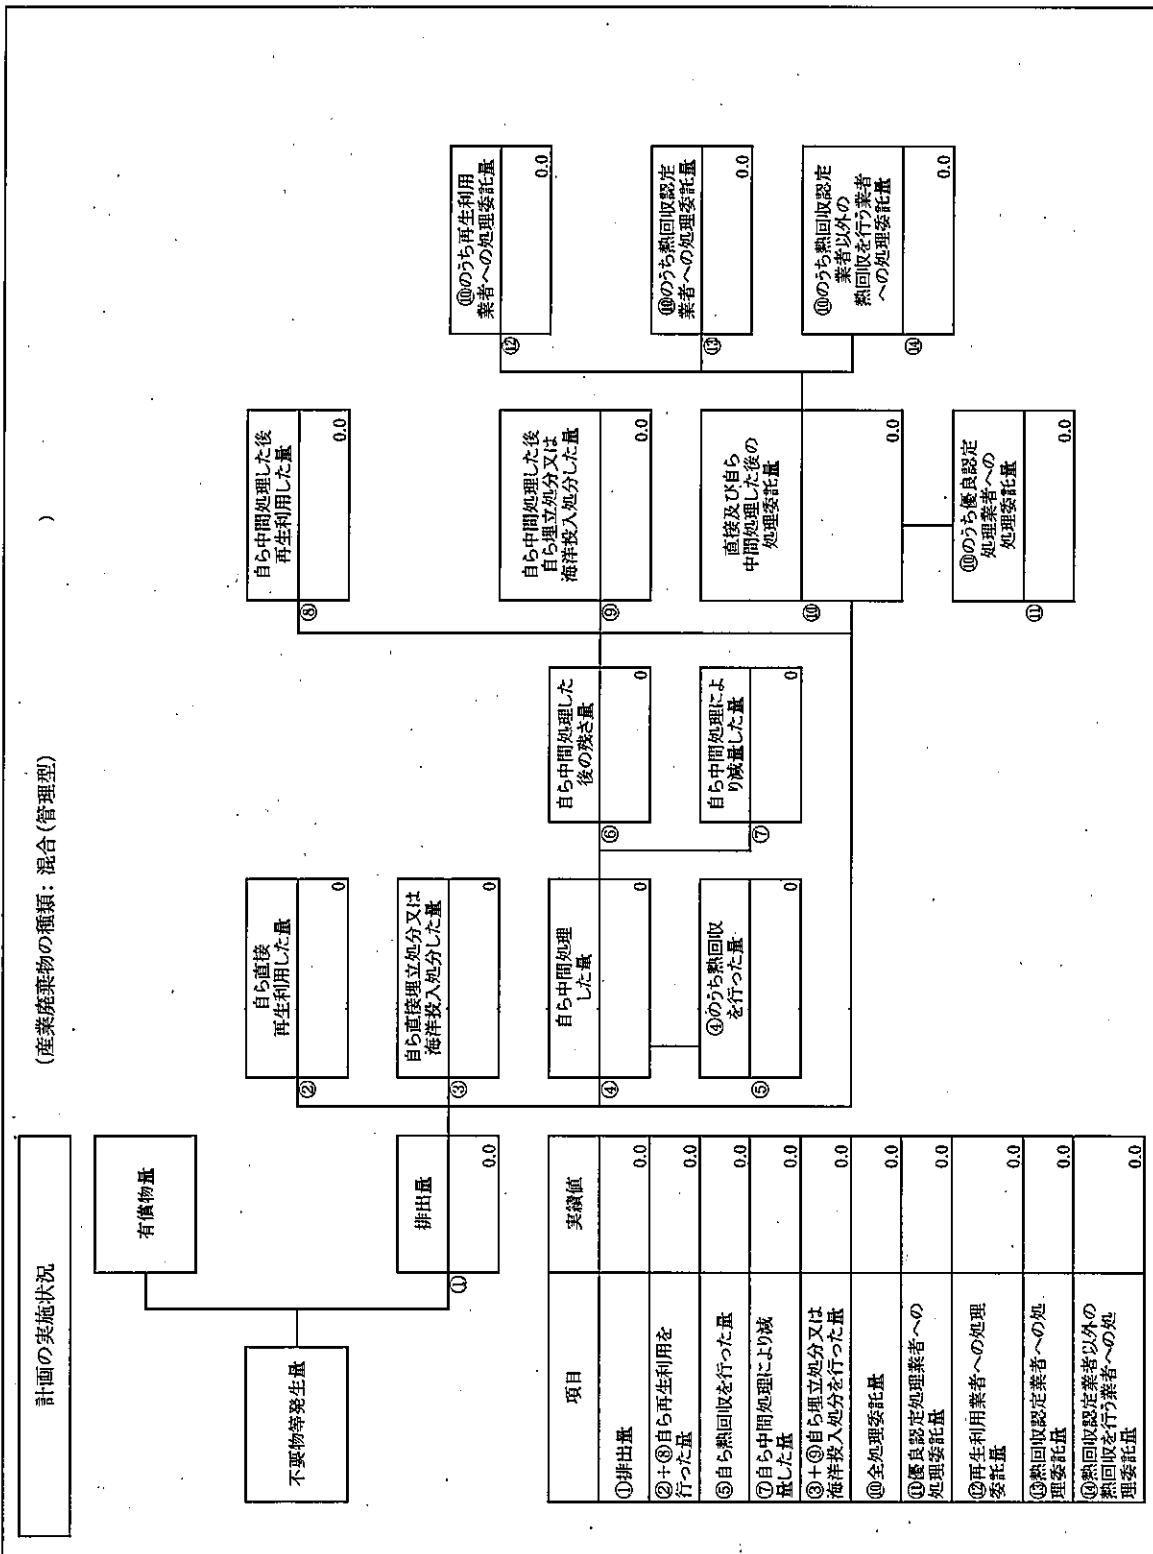 計画の実施状況
(産業廃棄物の種類: 混合(管理型)
)
不要物等発生量
有償物量
①
排出量
0.0
②
自ら直接
再生利用した量
0
③
自ら直接埋立処分又は
海洋投入処分した量
0
④
自ら中間処理
した量
0
⑤
④のうち熱回収
を行った量
0
⑥
自ら中間処理した
後の残さ量
0
⑦
自ら中間処理によ
り減量した量
0
⑧
自ら中間処理した後
再生利用した量
0.0
⑨
自ら中間処理した後
自ら埋立処分又は
海洋投入処分した量
0.0
⑩
直接及び自ら
中間処理した後の
処理委託量
0.0
⑪
⑩のうち優良認定
処理業者への
処理委託量
0.0
⑫
⑩のうち再生利用
業者への処理委託量
0.0
⑬
⑩のうち熱回収認定
業者への処理委託量
0.0
⑭
⑩のうち熱回収認定
業者以外の
熱回収を行う業者
への処理委託量
0.0
項目
実績値
①排出量
0.0
②+⑧自ら再生利用を
行った量
0.0
⑤自ら熱回収を行った量
0.0
⑦自ら中間処理により減
量した量
0.0
③+⑨自ら埋立処分又は
海洋投入処分を行った量
0.0
⑩全処理委託量
0.0
⑪優良認定処理業者への
処理委託量
0.0
⑫再生利用業者への処理
委託量
0.0
⑬熱回収認定業者への処
理委託量
0.0
⑭熱回収認定業者以外の
熱回収を行う業者への処
理委託量
0.0